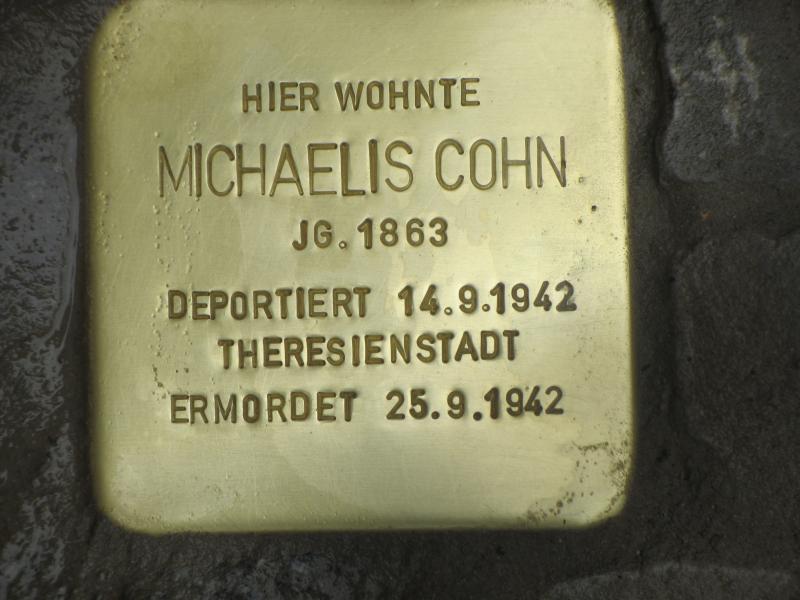 HIER WOHNTE
MICHAELIS COHN
JG. 1863
DEPORTIERT 14.9.1942
THERESIENSTADT
ERMORDET 25.9.1942